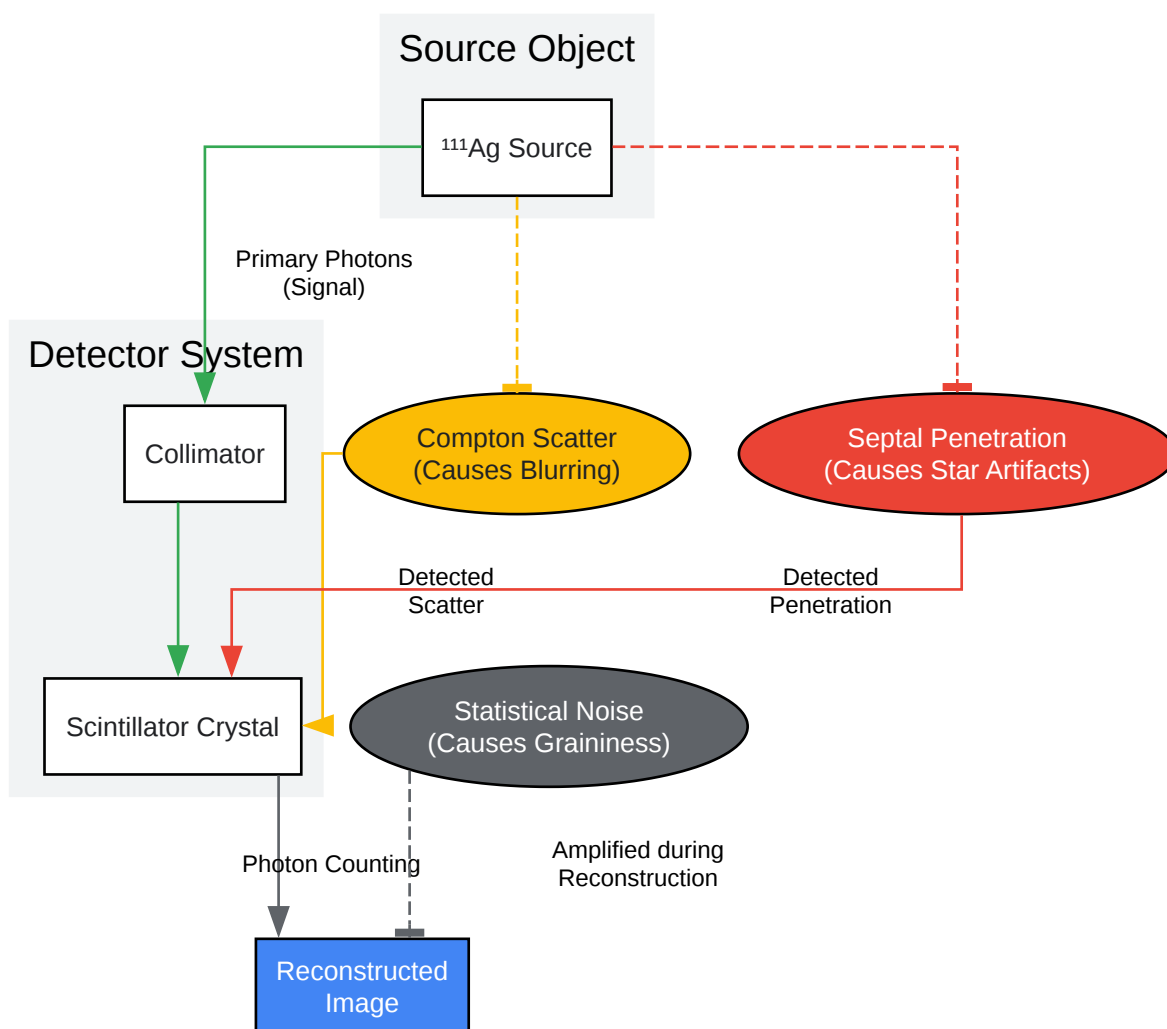 Source Object
¹¹¹Ag Source
Primary Photons
(Signal)
Detector System
Collimator
Compton Scatter
(Causes Blurring)
Septal Penetration
(Causes Star Artifacts)
Detected
Scatter
Detected
Penetration
Scintillator Crystal
Statistical Noise
(Causes Graininess)
Photon Counting
Amplified during
Reconstruction
Reconstructed
Image